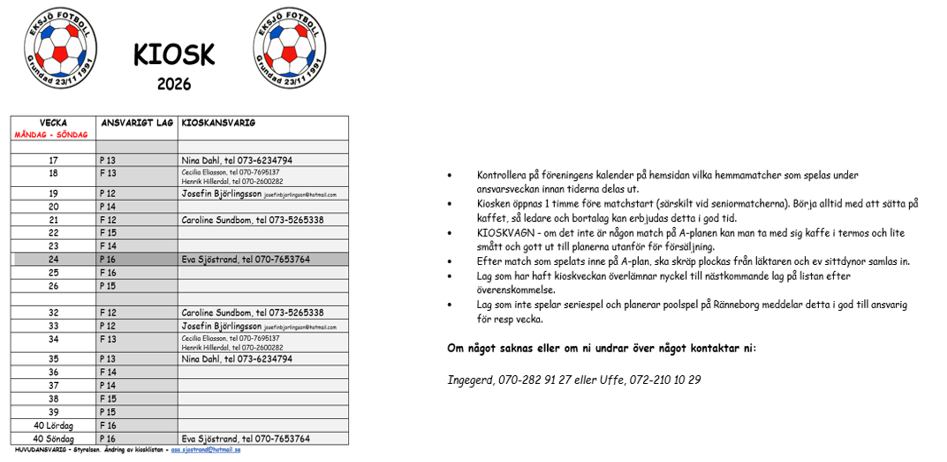 EKSJÖ FOTBOLL
Grundad 23/11 1991
KIOSK
2026
EKSJÖ FOTBOLL
Grundad 23/11 1991
VECKA ANSVARIGT LAG KIOSKANSVARIG
MÅNDAG - SÖNDAG
17 P 13 Nina Dahl, tel 073-6234794
18 F 13 Cecilia Eliasson, tel 070-7695137
Henrik Hillerdal, tel 070-2600282
19 P 12 Josefin Björlingsson josefinbjorlingsson@hotmail.com
20 P 14
21 F 12 Caroline Sundbom, tel 073-5265338
22 F 15
23 F 14
24 P 16 Eva Sjöstrand, tel 070-7653764
25 F 16
26 P 15
32 F 12 Caroline Sundbom, tel 073-5265338
33 P 12 Josefin Björlingsson josefinbjorlingsson@hotmail.com
34 F 13 Cecilia Eliasson, tel 070-7695137
Henrik Hillerdal, tel 070-2600282
35 P 13 Nina Dahl, tel 073-6234794
36 F 14
37 P 14
38 F 15
39 P 15
40 Lördag F 16
40 Söndag P 16 Eva Sjöstrand, tel 070-7653764
HUVUDANSVARIG - Styrelsen. Ändring av kiosklistan - asa.sjostrand@hotmail.se
• Kontrollera på föreningens kalender på hemsidan vilka hemmamatcher som spelas under
ansvarsveckan innan tiderna delas ut.
• Kiosken öppnas 1 timme före matchstart (särskilt vid seniormatcherna). Börja alltid med att sätta på
kaffet, så ledare och bortalag kan erbjudas detta i god tid.
• KIOSKVAGN - om det inte är någon match på A-planen kan man ta med sig kaffe i termos och lite
smått och gott ut till planerna utanför för försäljning.
• Efter match som spelats inne på A-plan, ska skräp plockas från läktaren och ev sittdynor samlas in.
• Lag som har haft kioskveckan överlämnar nyckel till nästkommande lag på listan efter
överenskommelse.
• Lag som inte spelar seriespel och planerar poolspel på Ränneborg meddelar detta i god till ansvarig
för resp vecka.
Om något saknas eller om ni undrar över något kontaktar ni:
Ingegerd, 070-282 91 27 eller Uffe, 072-210 10 29